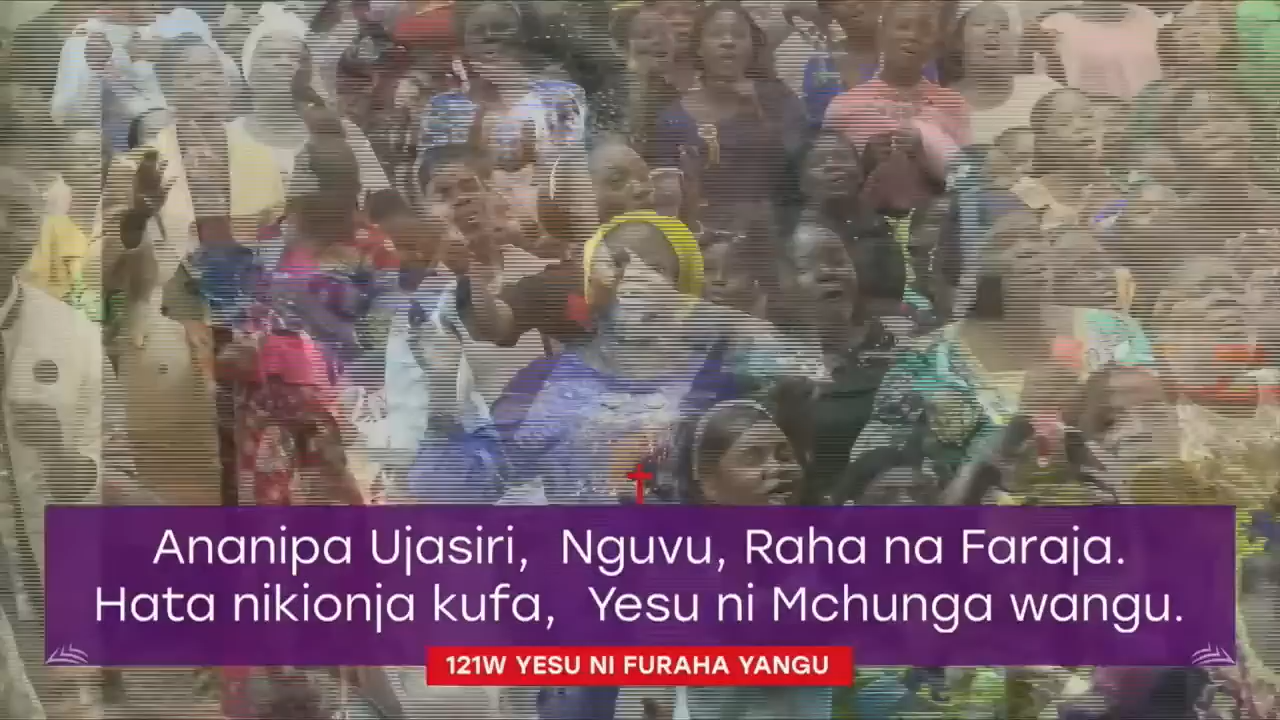 Ananipa Ujasiri, Nguvu, Raha na Faraja.
Hata nikionja kufa, Yesu ni Mchunga wangu.
121W YESU NI FURAHA YANGU